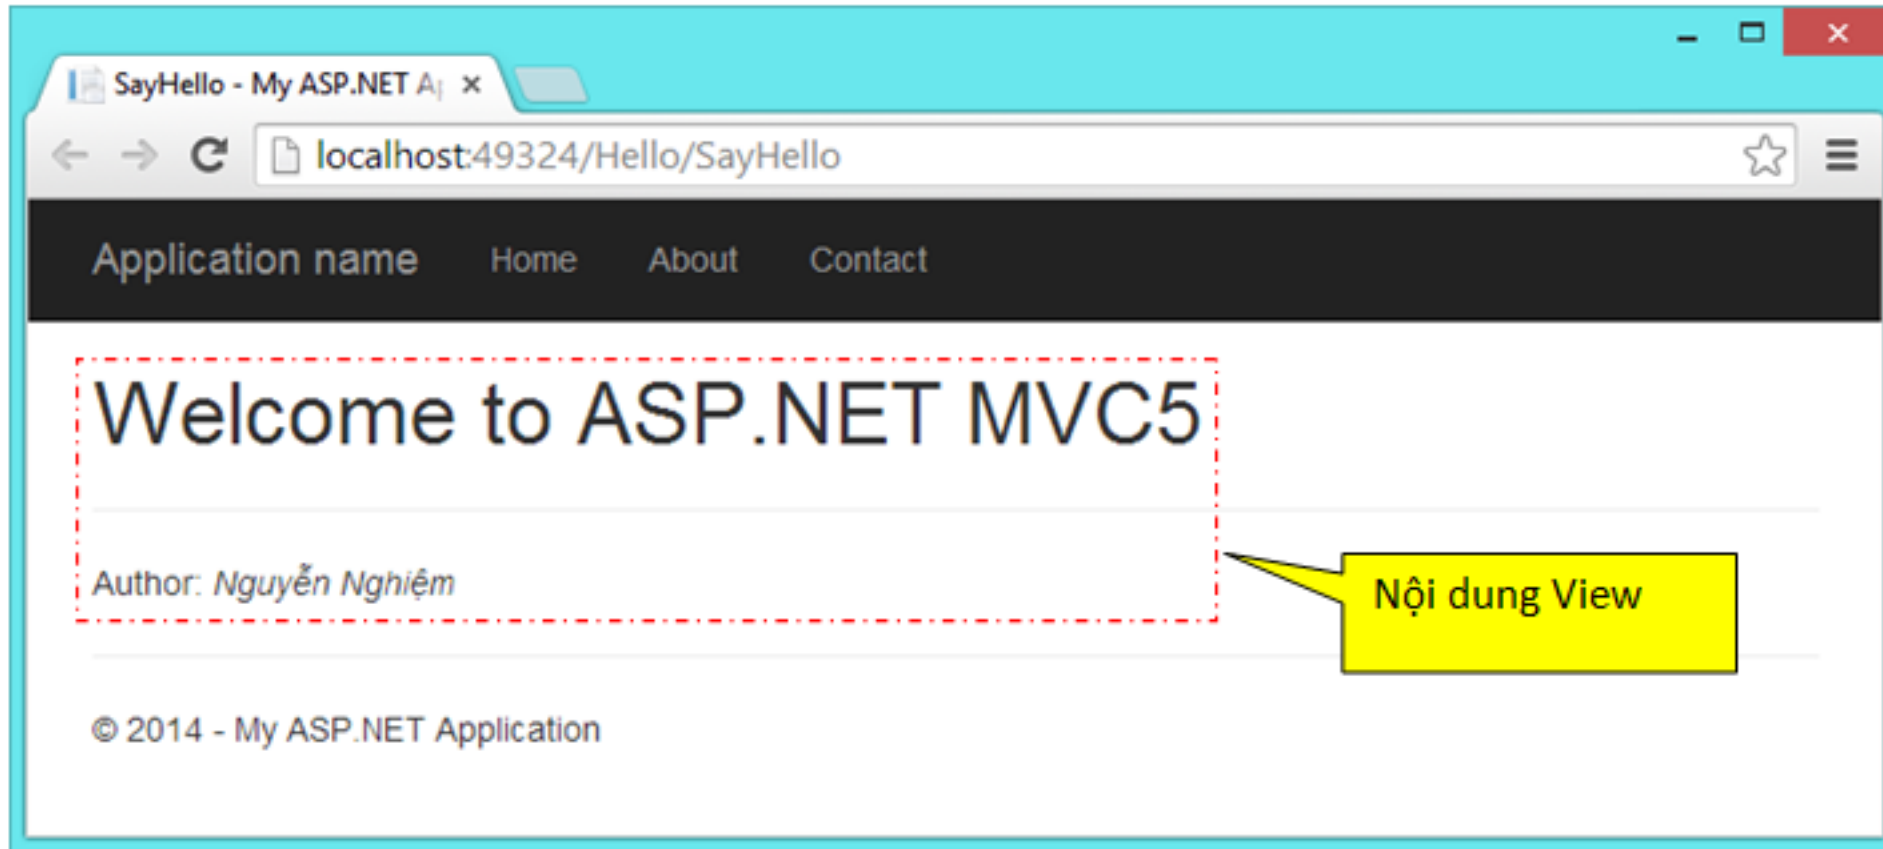 SayHello - My ASP.NET
localhost:49324/Hello/SayHello
Application name Home About Contact
Welcome to ASP.NET MVC5
Author: Nguyễn Nghiệm
Nội dung View
© 2014 - My ASP.NET Application